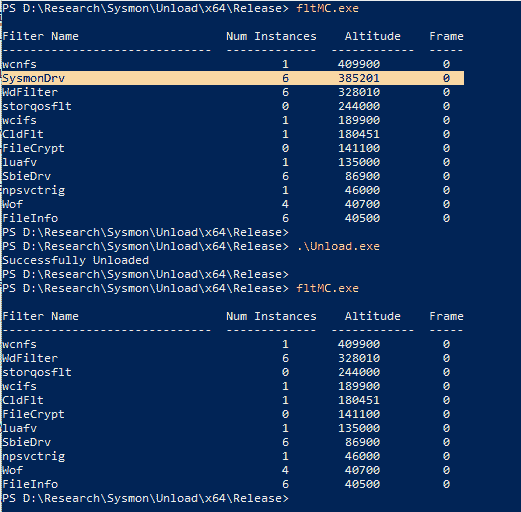 PS D:\Research\Sysmon\Unload\x64\Release> fltMC.exe
Filter Name                     Num Instances    Altitude    Frame
------------------------------  -------------  ------------  -----
wcnfs                                   1       409900         0
SysmonDrv                               6       385201         0
WdFilter                                6       328010         0
storqosflt                              0       244000         0
wcifs                                   1       189900         0
CldFlt                                  1       180451         0
FileCrypt                               0       141100         0
luafv                                   1       135000         0
SbieDrv                                 6        86900         0
npsvctrig                               1        46000         0
Wof                                     4        40700         0
FileInfo                                6        40500         0
PS D:\Research\Sysmon\Unload\x64\Release>
PS D:\Research\Sysmon\Unload\x64\Release> .\Unload.exe
Successfully Unloaded
PS D:\Research\Sysmon\Unload\x64\Release>
PS D:\Research\Sysmon\Unload\x64\Release> fltMC.exe
Filter Name                     Num Instances    Altitude    Frame
------------------------------  -------------  ------------  -----
wcnfs                                   1       409900         0
WdFilter                                6       328010         0
storqosflt                              0       244000         0
wcifs                                   1       189900         0
CldFlt                                  1       180451         0
FileCrypt                               0       141100         0
luafv                                   1       135000         0
SbieDrv                                 6        86900         0
npsvctrig                               1        46000         0
Wof                                     4        40700         0
FileInfo                                6        40500         0
PS D:\Research\Sysmon\Unload\x64\Release>